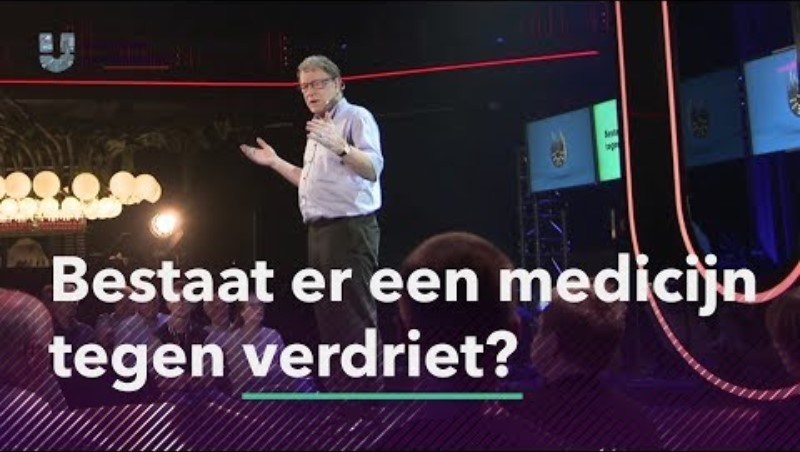 U
Bestaat er een medicijn
tegen verdriet?